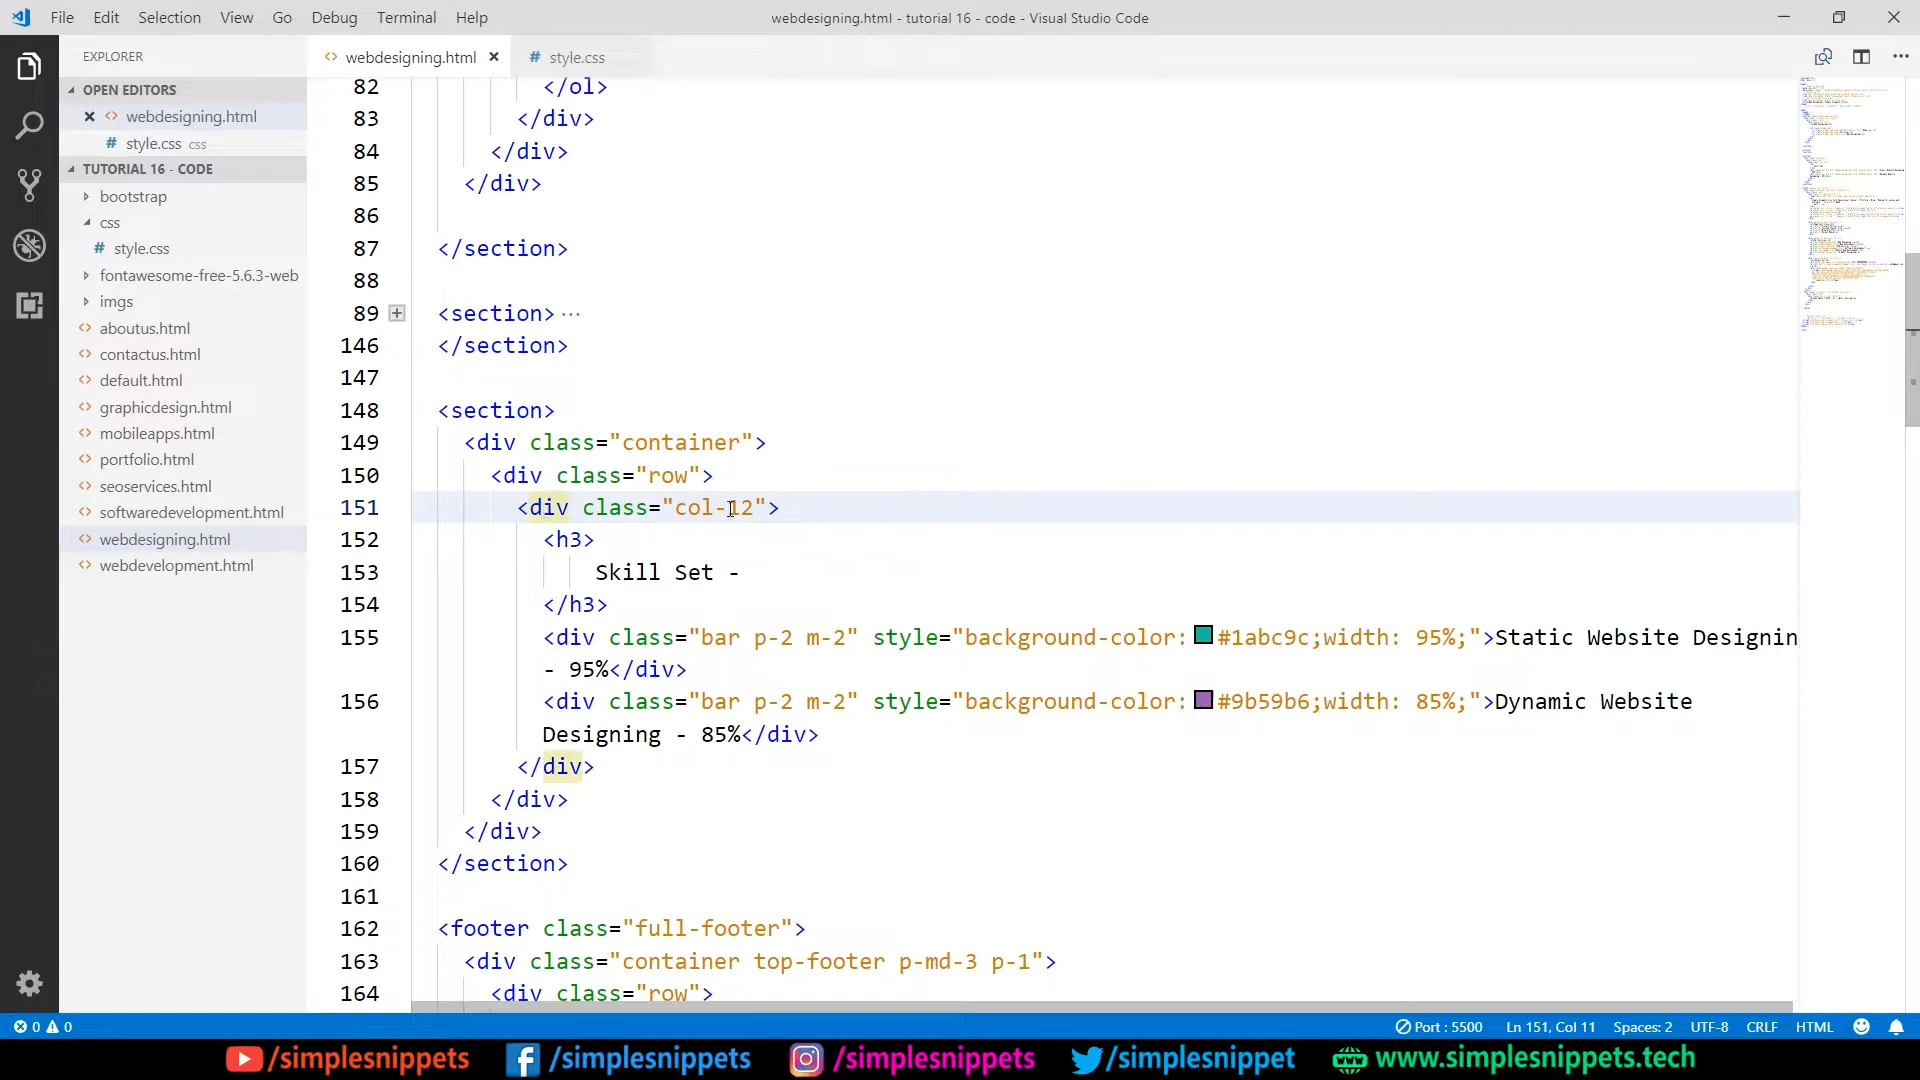 File Edit Selection View Go Debug Terminal Help
webdesigning.html - tutorial 16 - code - Visual Studio Code
EXPLORER
OPEN EDITORS
webdesigning.html
style.css css
TUTORIAL 16 - CODE
bootstrap
css
style.css
fontawesome-free-5.6.3-web
imgs
aboutus.html
contactus.html
default.html
graphicdesign.html
mobileapps.html
portfolio.html
seoservices.html
softwaredevelopment.html
webdesigning.html
webdevelopment.html
webdesigning.html
style.css
82 </ol>
83 </div>
84 </div>
85 </div>
86
87 </section>
88
89 <section> ...
146 </section>
147
148 <section>
149 <div class="container">
150 <div class="row">
151 <div class="col-12">
152 <h3>
153 Skill Set -
154 </h3>
155 <div class="bar p-2 m-2" style="background-color: #1abc9c;width: 95%;">Static Website Designin
- 95%</div>
156 <div class="bar p-2 m-2" style="background-color: #9b59b6;width: 85%;">Dynamic Website
Designing - 85%</div>
157 </div>
158 </div>
159 </div>
160 </section>
161
162 <footer class="full-footer">
163 <div class="container top-footer p-md-3 p-1">
164 <div class="row">
0 0
Port : 5500 Ln 151, Col 11 Spaces: 2 UTF-8 CRLF HTML
/simplesnippets /simplesnippets /simplesnippets /simplesnippet www.simplesnippets.tech